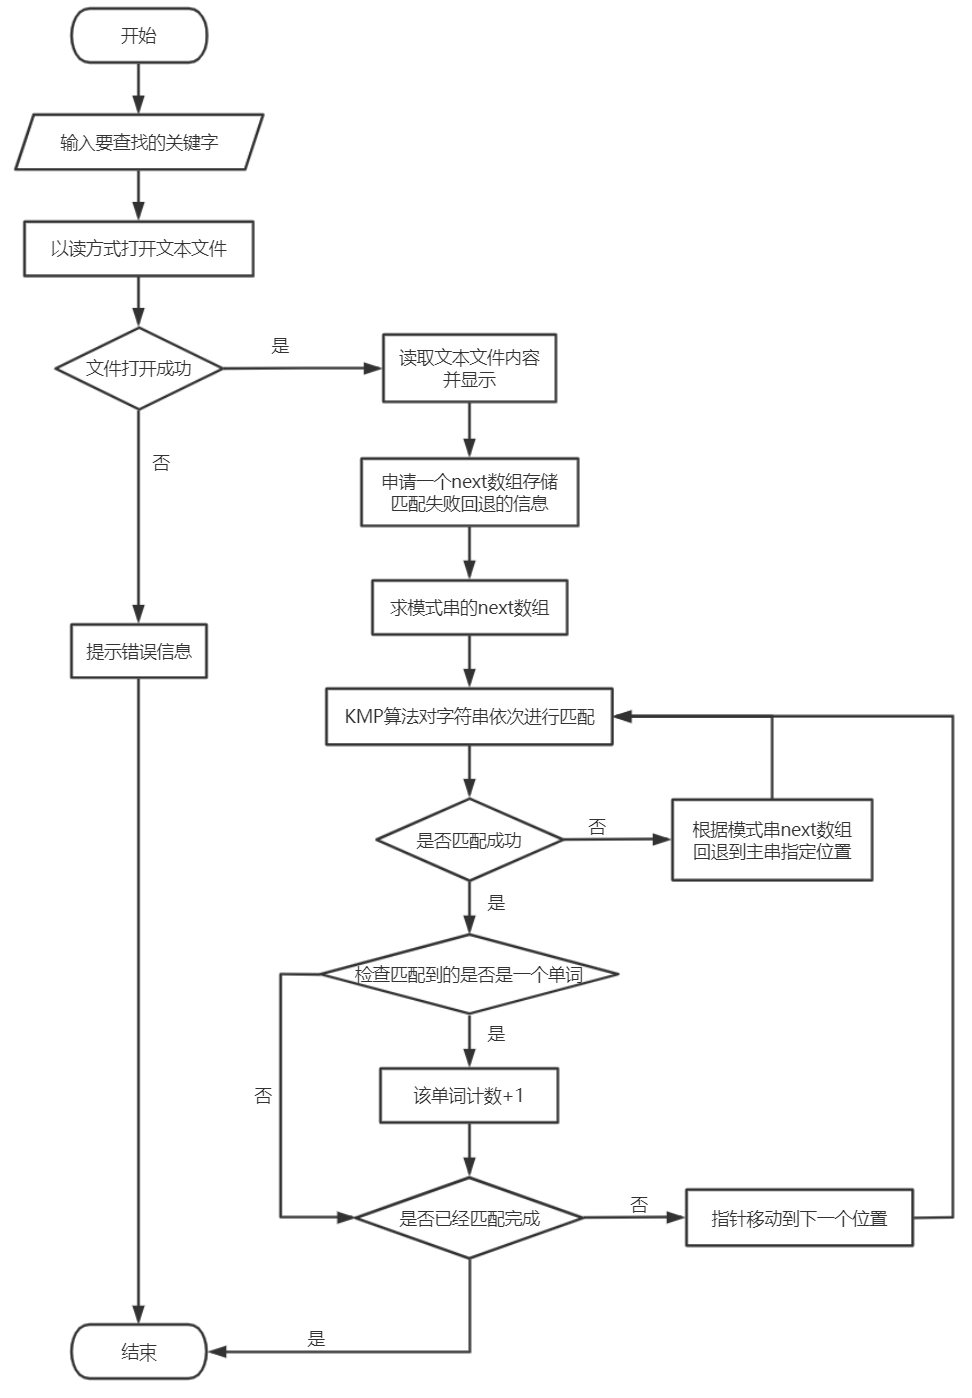 开始
输入要查找的关键字
以读方式打开文本文件
文件打开成功
是
读取文本文件内容
并显示
否
申请一个next数组存储
匹配失败回退的信息
求模式串的next数组
提示错误信息
KMP算法对字符串依次进行匹配
是否匹配成功
否
根据模式串next数组
回退到主串指定位置
是
检查匹配到的是否是一个单词
是
否
该单词计数+1
是否已经匹配完成
否
指针移动到下一个位置
是
结束